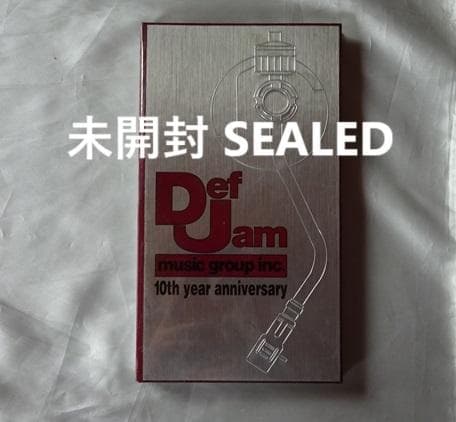 未開封 SEALED
Def
Jam
music group inc.
10th year anniversary